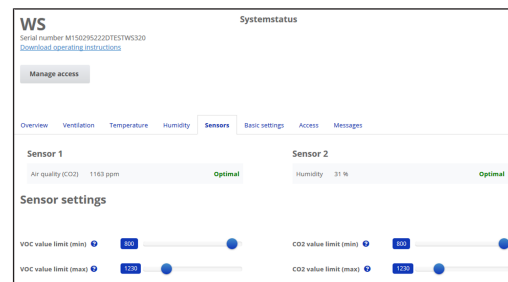 WS
Systemstatus
Serial number M150295222DTESTWS320
Download operating instructions
Manage access
Overview Ventilation Temperature Humidity Sensors Basic settings Access Messages
Sensor 1
Air quality (CO2) 1163 ppm Optimal
Sensor 2
Humidity 31 % Optimal
Sensor settings
VOC value limit (min) ? 800
CO2 value limit (min) ? 800
VOC value limit (max) ? 1230
CO2 value limit (max) ? 1230